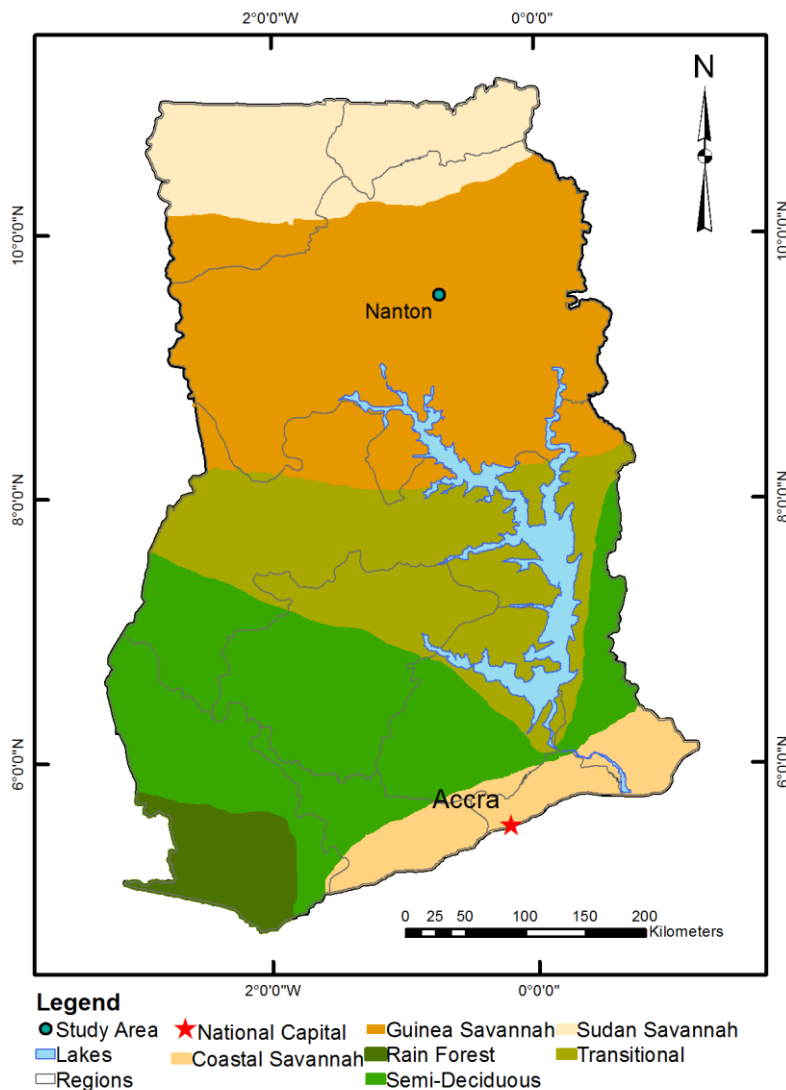 2°0'0"W 0°0'0"
N
10°0'0"N 10°0'0"N
Nanton
8°0'0"N 8°0'0"N
6°0'0"N 6°0'0"N
Accra
0 25 50 100 150 200
Kilometers
2°0'0"W 0°0'0"
Legend
Study Area National Capital Guinea Savannah Sudan Savannah
Lakes Coastal Savannah Rain Forest Transitional
Regions Semi-Deciduous